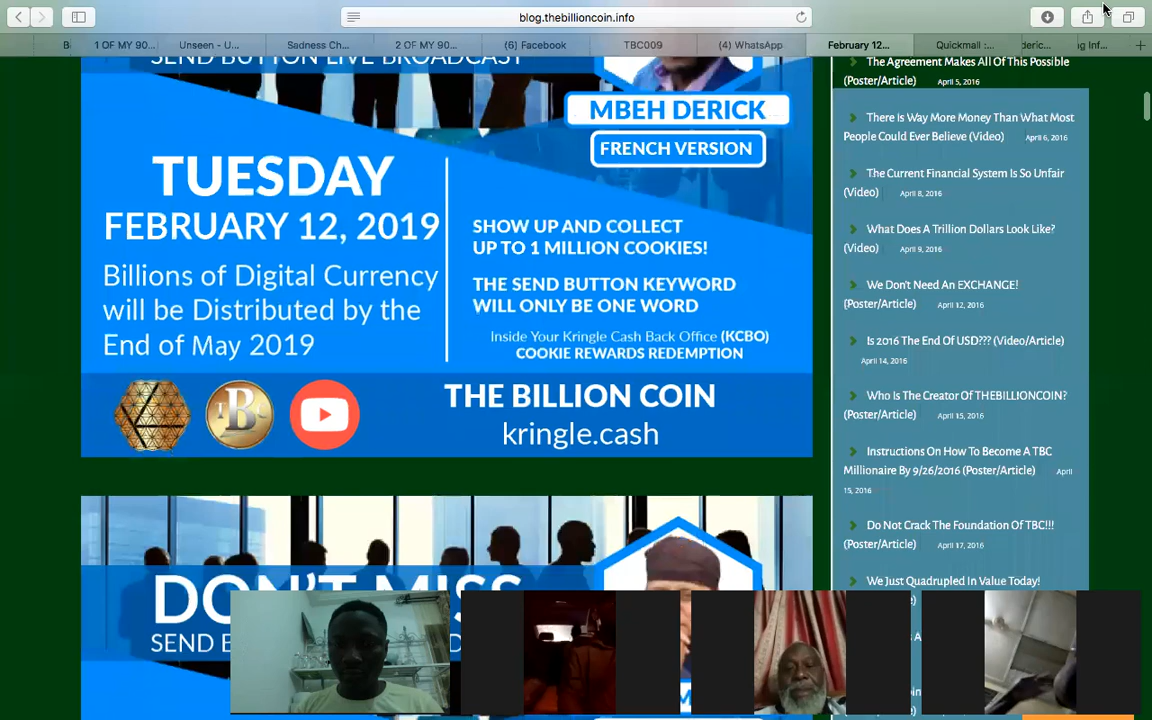 blog.thebillioncoin.info
1 OF MY 90...
Unseen - U...
Sadness Ch...
2 OF MY 90...
(6) Facebook
TBC009
(4) WhatsApp
February 12...
Quickmall :...
deric...
ng Inf...
SEND BUTTON LIVE BROADCAST
MBEH DERICK
FRENCH VERSION
TUESDAY
FEBRUARY 12, 2019
Billions of Digital Currency
will be Distributed by the
End of May 2019
SHOW UP AND COLLECT
UP TO 1 MILLION COOKIES!
THE SEND BUTTON KEYWORD
WILL ONLY BE ONE WORD
Inside Your Kringle Cash Back Office (KCBO)
COOKIE REWARDS REDEMPTION
THE BILLION COIN
kringle.cash
DON'T MISS
The Agreement Makes All Of This Possible
(Poster/Article) April 5, 2016
There Is Way More Money Than What Most
People Could Ever Believe (Video) April 6, 2016
The Current Financial System Is So Unfair
(Video) April 8, 2016
What Does A Trillion Dollars Look Like?
(Video) April 9, 2016
We Don't Need An EXCHANGE!
(Poster/Article) April 12, 2016
Is 2016 The End Of USD??? (Video/Article)
April 14, 2016
Who Is The Creator Of THEBILLIONCOIN?
(Poster/Article) April 15, 2016
Instructions On How To Become A TBC
Millionaire By 9/26/2016 (Poster/Article) April
15, 2016
Do Not Crack The Foundation Of TBC!!!
(Poster/Article) April 17, 2016
We Just Quadrupled In Value Today!